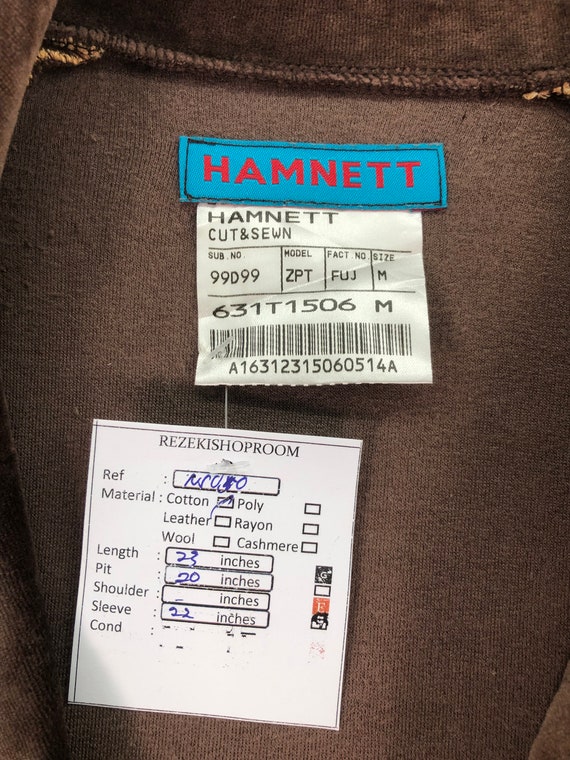 HAMNETT
HAMNETT
CUT&SEWN
SUB.NO. MODEL FACT NO. SIZE
99D99 ZPT FUJ M
631T1506 M
A16312315060514A
REZEKISHOPROOM
Ref :
Material : Cotton Poly
Leather Rayon
Wool Cashmere
Length : 23 inches
Pit : 20 inches
Shoulder : - inches
Sleeve : 22 inches
Cond :